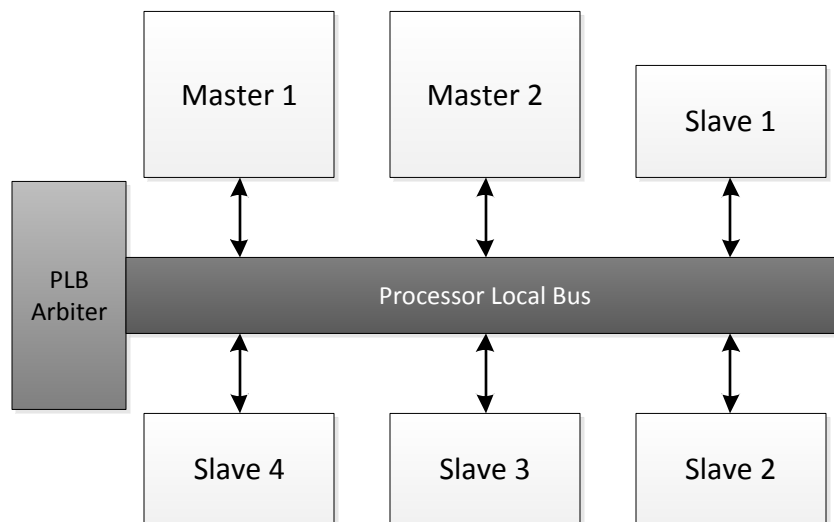 Master 1
Master 2
Slave 1
PLB
Arbiter
Processor Local Bus
Slave 4
Slave 3
Slave 2